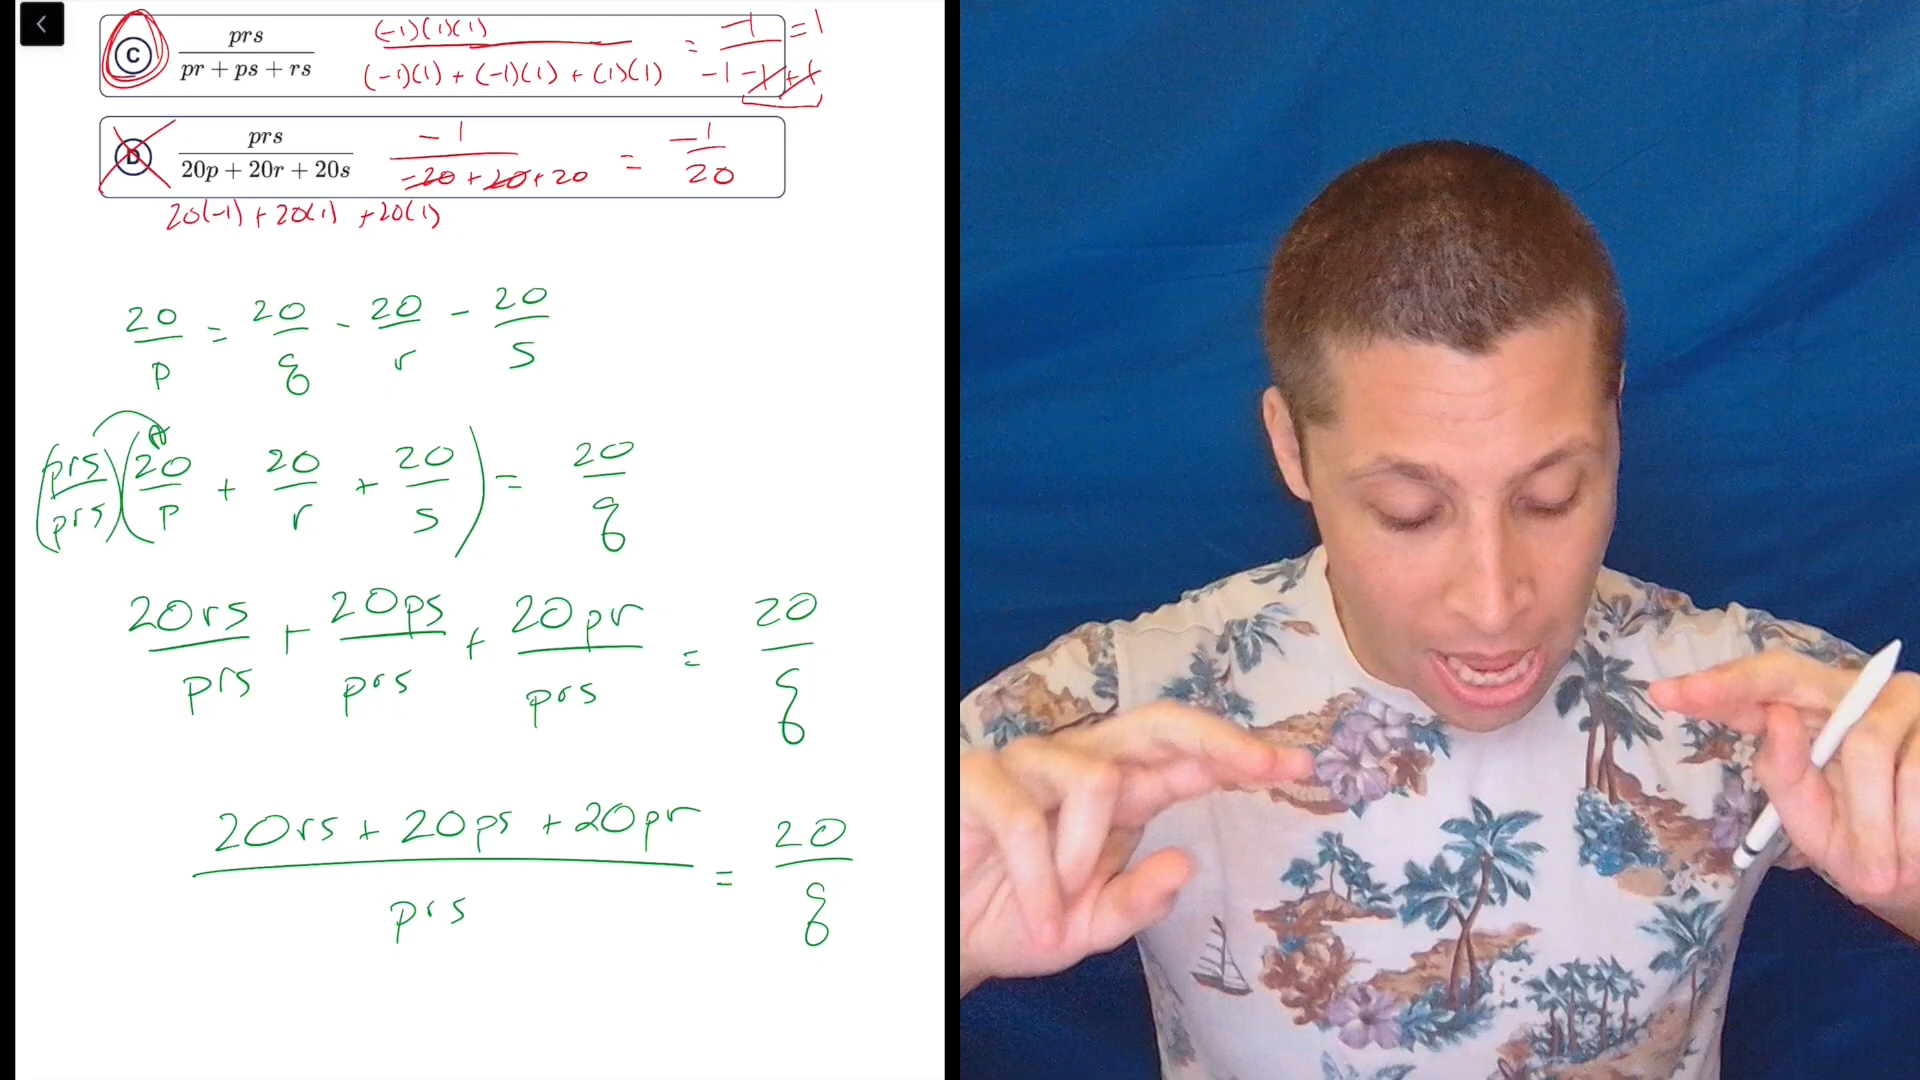 C prs / (pr + ps + rs) (-1)(1)(1) / ((-1)(1) + (-1)(1) + (1)(1)) = -1 / (-1 - 1 + 1) = 1
D prs / (20p + 20r + 20s) -1 / (-20 + 20 + 20) = -1 / 20
20(-1) + 20(1) + 20(1)
20/p = 20/q - 20/r - 20/s
(prs/prs)(20/p + 20/r + 20/s) = 20/q
20rs/prs + 20ps/prs + 20pr/prs = 20/q
(20rs + 20ps + 20pr) / prs = 20/q